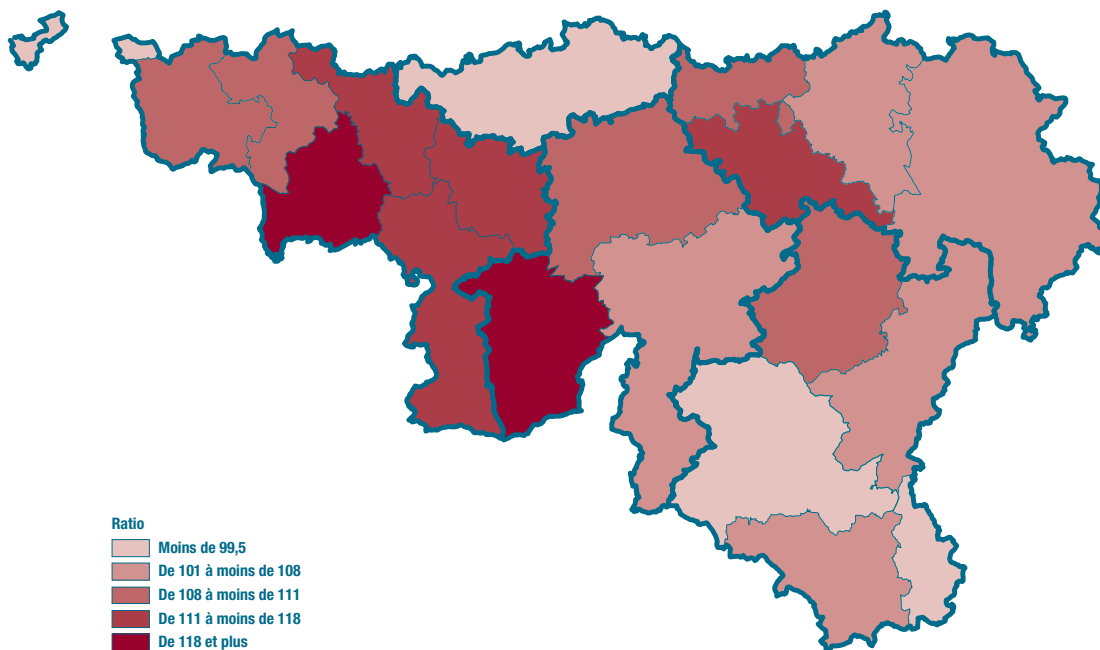 Ratio
Moins de 99,5
De 101 à moins de 108
De 108 à moins de 111
De 111 à moins de 118
De 118 et plus